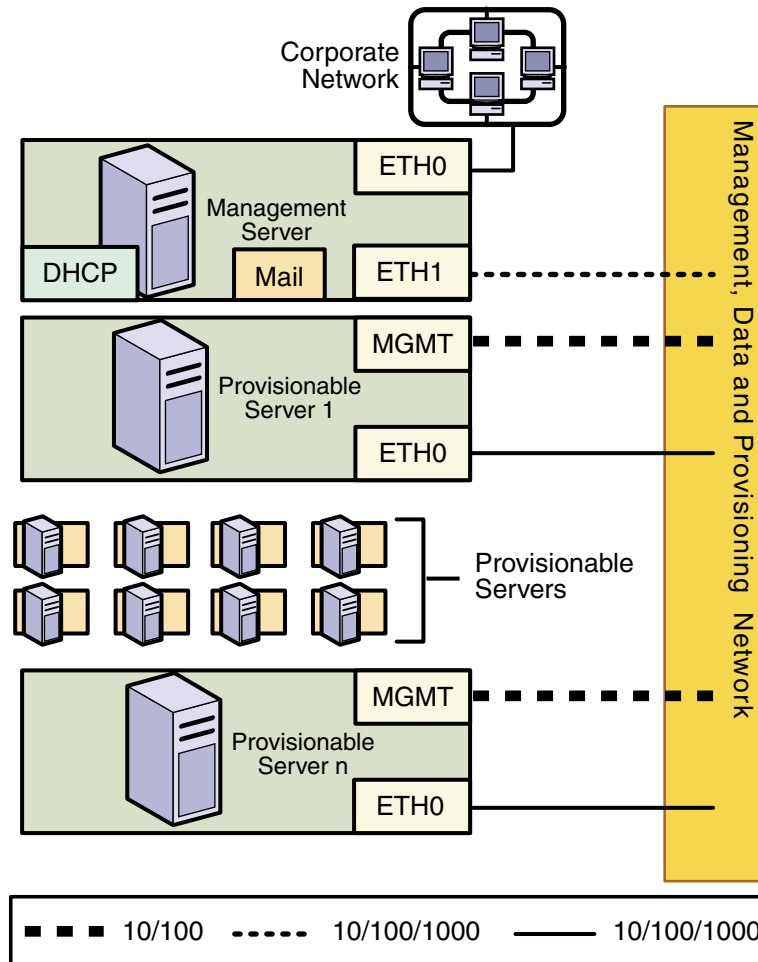 Corporate
Network
ETH0
Management
Server
DHCP
Mail
ETH1
MGMT
Provisionable
Server 1
ETH0
Provisionable
Servers
MGMT
Provisionable
Server n
ETH0
Management, Data and Provisioning Network
10/100
10/100/1000
10/100/1000